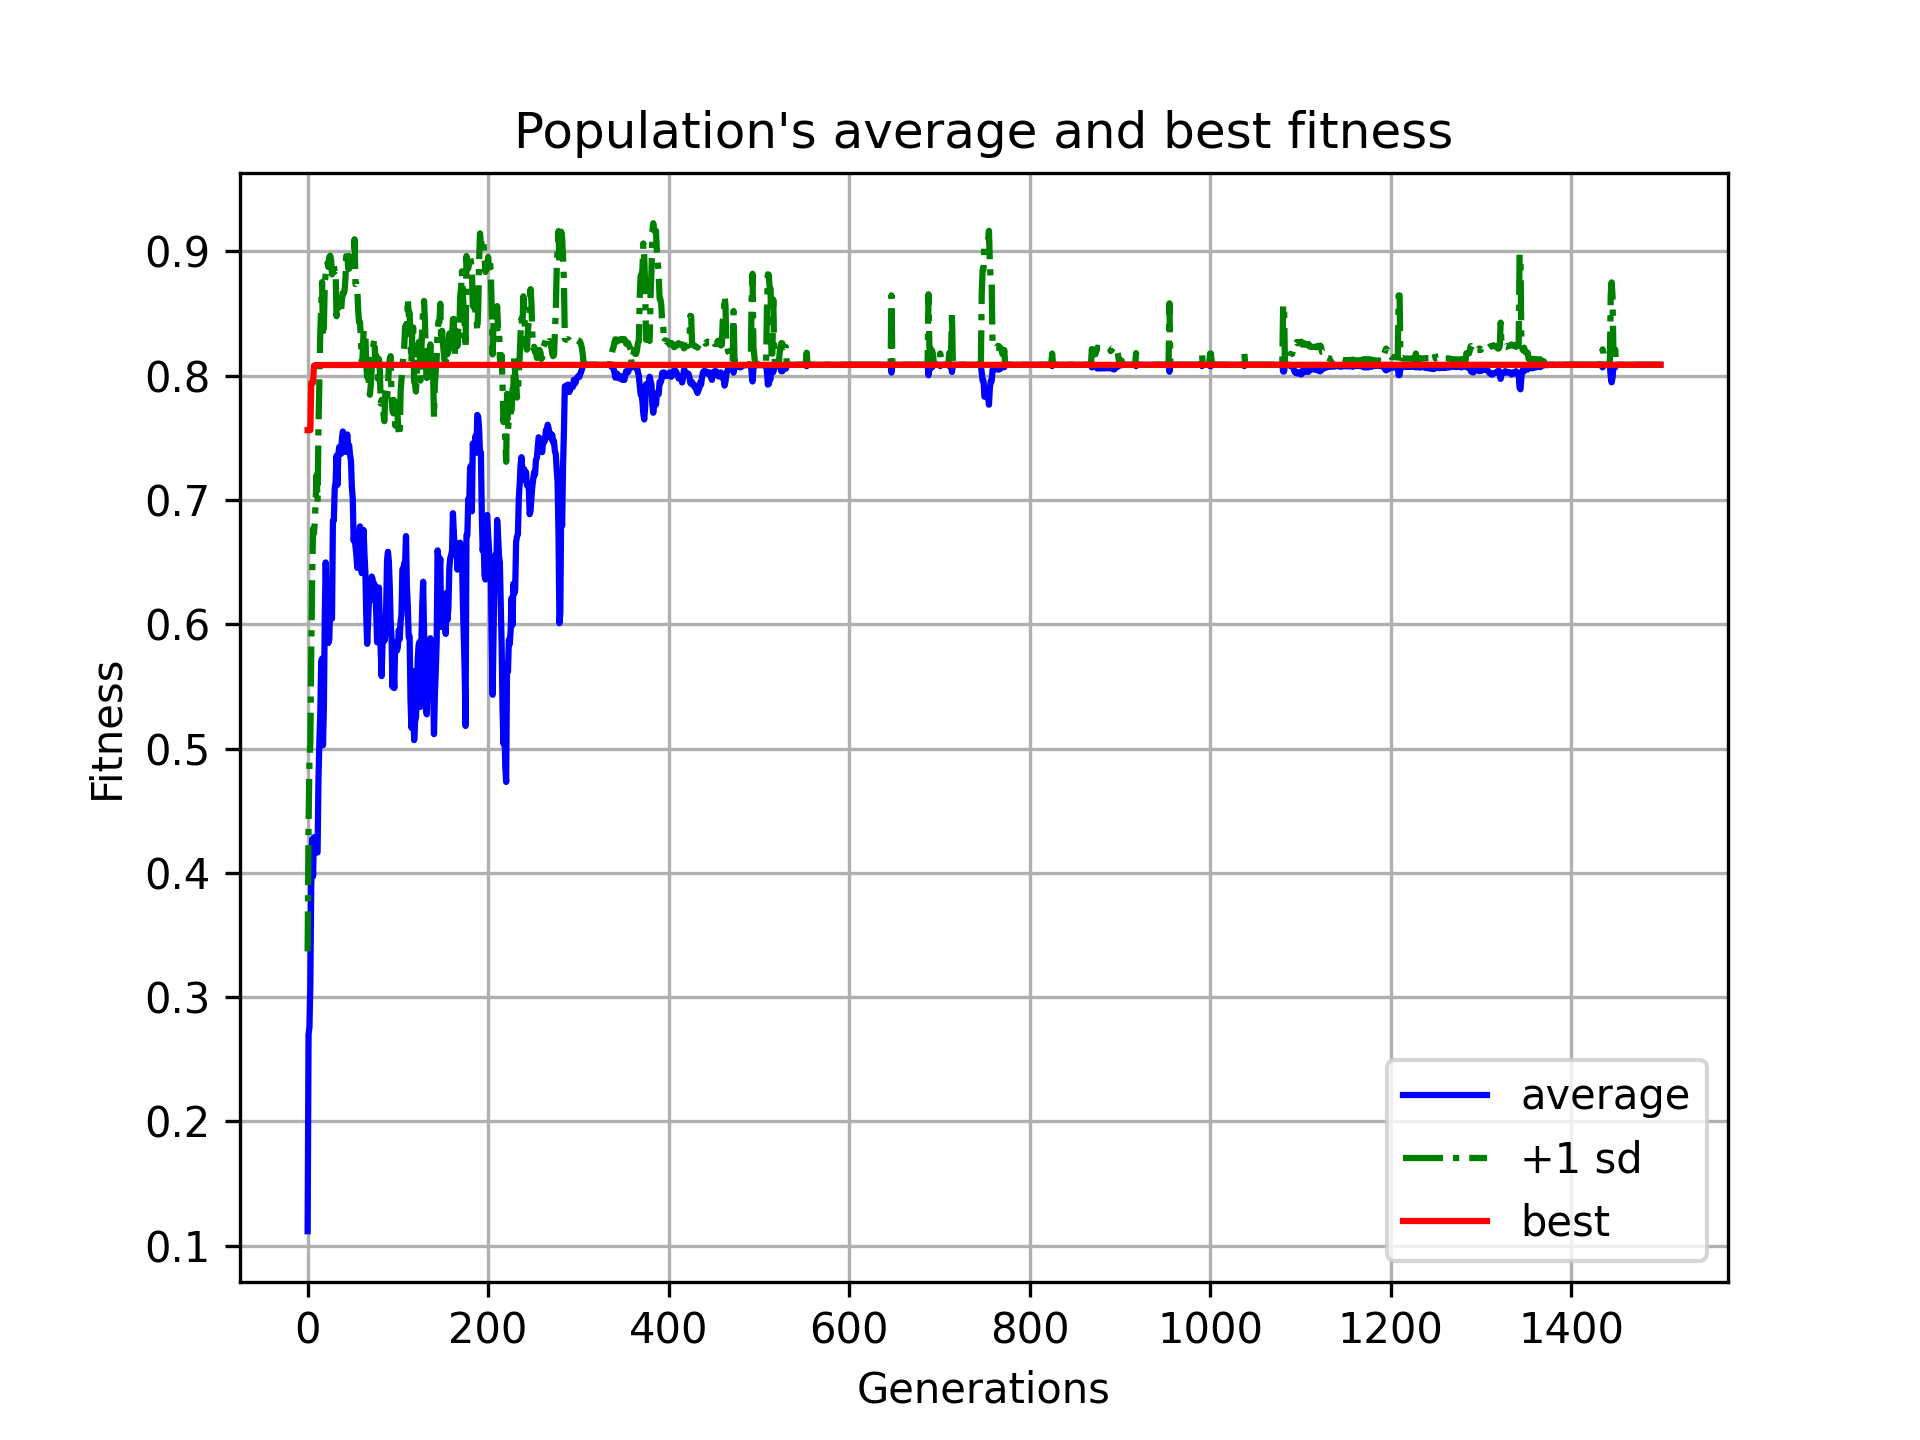 Population's average and best fitness
0.9
0.8
0.7
0.6
0.5
0.4
0.3
0.2
0.1
Fitness
0 200 400 600 800 1000 1200 1400
Generations
average
+1 sd
best